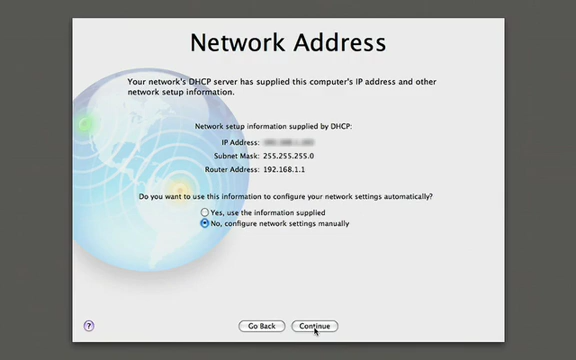 Network Address
Your network's DHCP server has supplied this computer's IP address and other
network setup information.
Network setup information supplied by DHCP:
IP Address:
Subnet Mask: 255.255.255.0
Router Address: 192.168.1.1
Do you want to use this information to configure your network settings automatically?
Yes, use the information supplied
No, configure network settings manually
?
Go Back
Continue